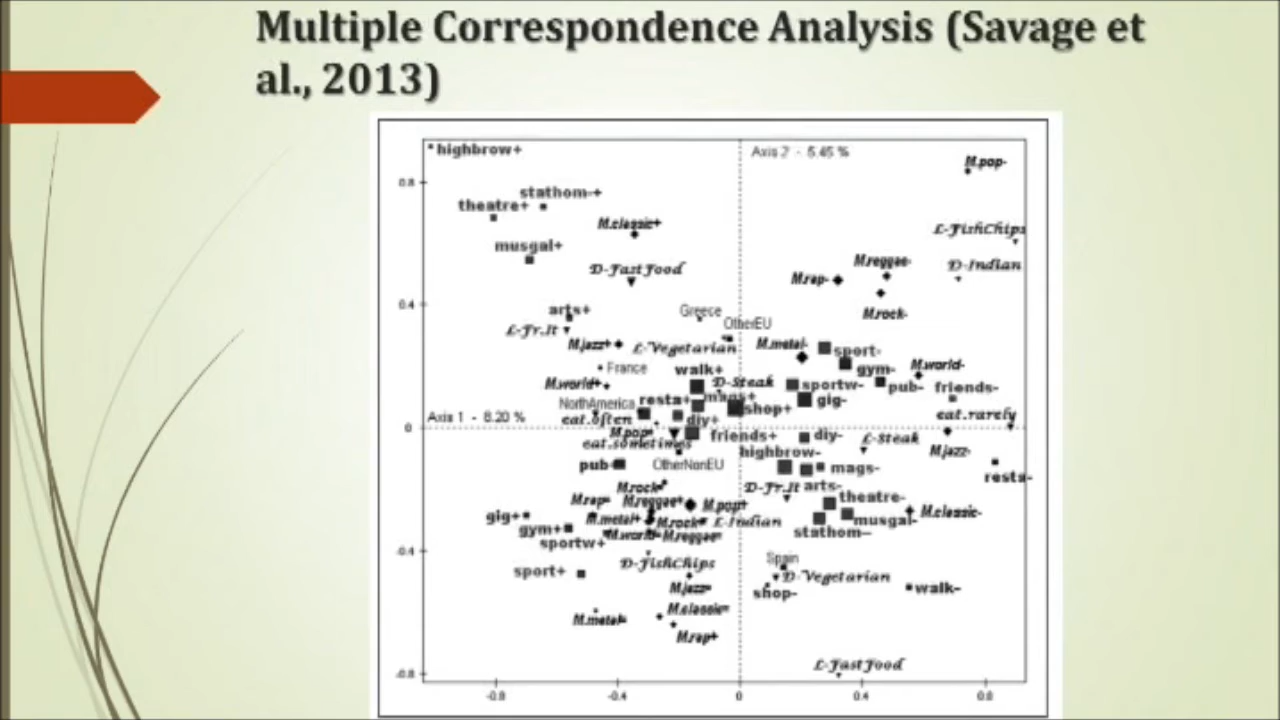 Multiple Correspondence Analysis (Savage et
al., 2013)
highbrow+
Axis 2 - 5.45 %
M.pop-
0.8
stathom-+
theatre+
M.classic+
L-FishChips
musgal+
M.reggae-
D-Indian
D-Fast Food
M.rap-
0.4
arts+
Greece
M.rock-
L-Fr.It
OtherEU
M.jazz+
L-Vegetarian
M.metal-
sport-
France
walk+
gym-
M.world-
M.world+
D-Steak
sportw-
pub-
friends-
NorthAmerica
resta+
mags+
shop+
gig-
Axis 1 - 8.20 %
eat.often
diy+
eat.rarely
0
M.pop=
friends+
diy-
L-Steak
eat.sometimes
highbrow-
M.jazz-
pub+
OtherNonEU
mags-
resta-
M.rock=
D-Fr.It
arts-
M.rap=
M.reggae+
M.pop+
theatre-
gig+
M.metal+
M.rock+
L-Indian
musgal-
M.classic-
gym+
M.world=
M.reggae=
stathom--
sportw+
-0.4
D-FishChips
Spain
sport+
D-Vegetarian
M.jazz=
shop-
walk-
M.metal=
M.classic=
M.rap+
L-Fast Food
-0.8
-0.8
-0.4
0
0.4
0.8